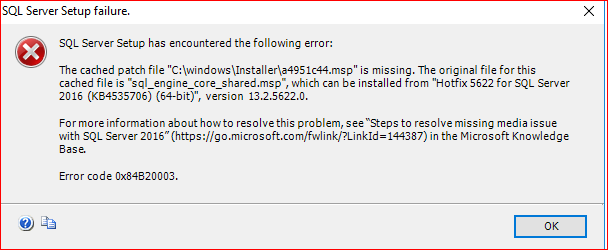 SQL Server Setup failure.
SQL Server Setup has encountered the following error:
The cached patch file "C:\windows\Installer\a4951c44.msp" is missing. The original file for this
cached file is "sql_engine_core_shared.msp", which can be installed from "Hotfix 5622 for SQL Server
2016 (KB4535706) (64-bit)", version 13.2.5622.0.
For more information about how to resolve this problem, see “Steps to resolve missing media issue
with SQL Server 2016” (https://go.microsoft.com/fwlink/?LinkId=144387) in the Microsoft Knowledge
Base.
Error code 0x84B20003.
OK